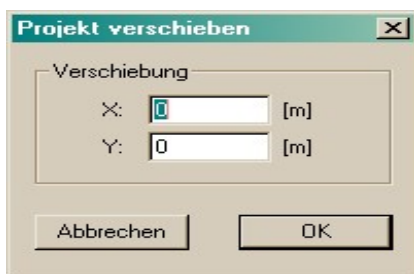 Projekt verschieben
Verschiebung
X: 0 [m]
Y: 0 [m]
Abbrechen OK